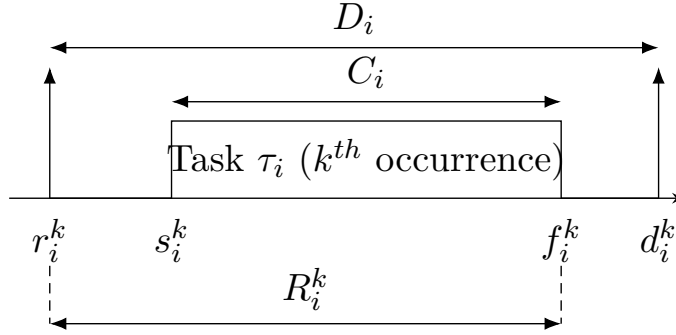 D_i
C_i
Task τ_i (k^{th} occurrence)
r_i^k s_i^k f_i^k d_i^k
R_i^k